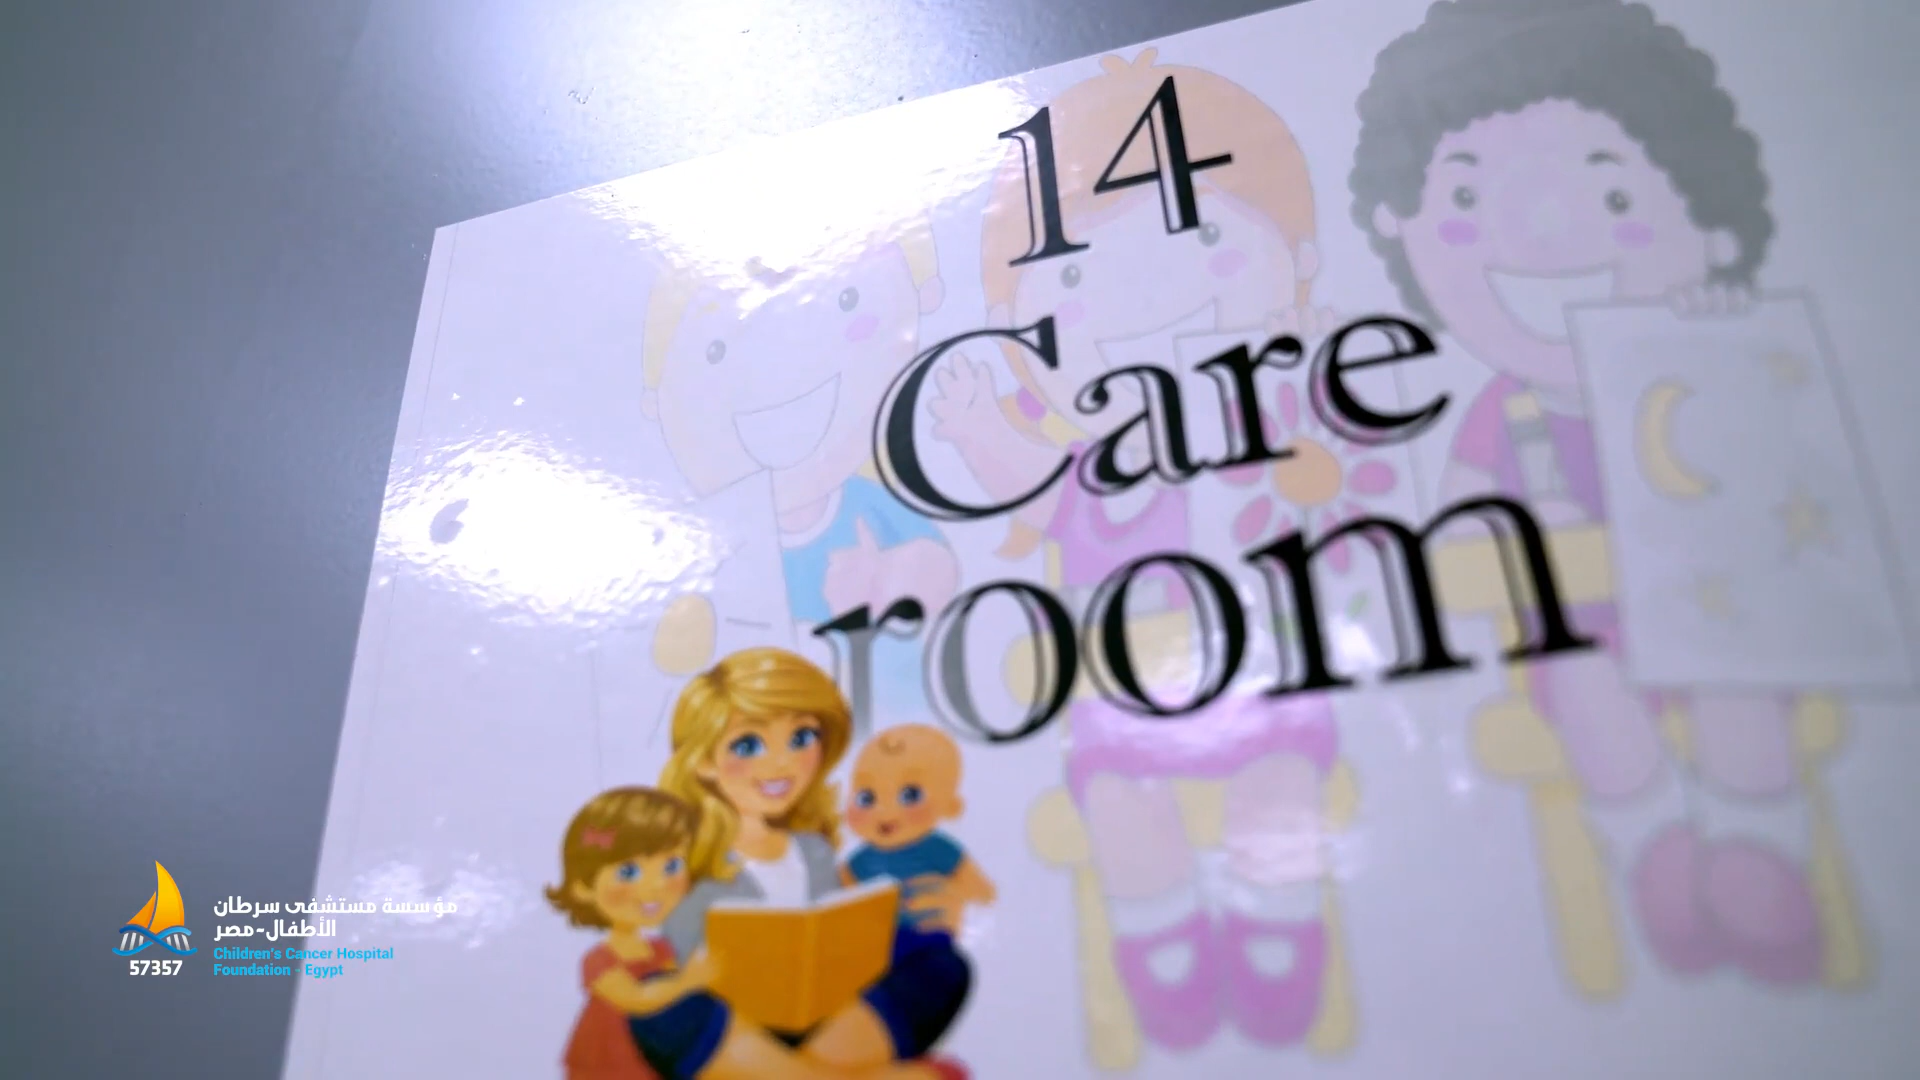 14
Care
room
مؤسسة مستشفى سرطان
الأطفال-مصر
Children's Cancer Hospital
Foundation - Egypt
57357